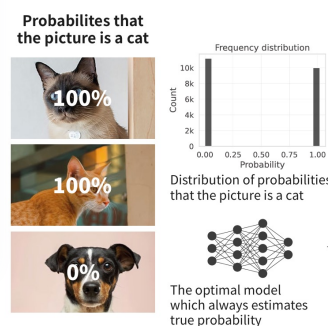 Probabilites that
the picture is a cat
100%
100%
0%
Frequency distribution
Count
10k
8k
6k
4k
2k
0
0.00 0.25 0.50 0.75 1.00
Probability
Distribution of probabilities
that the picture is a cat
The optimal model
which always estimates
true probability